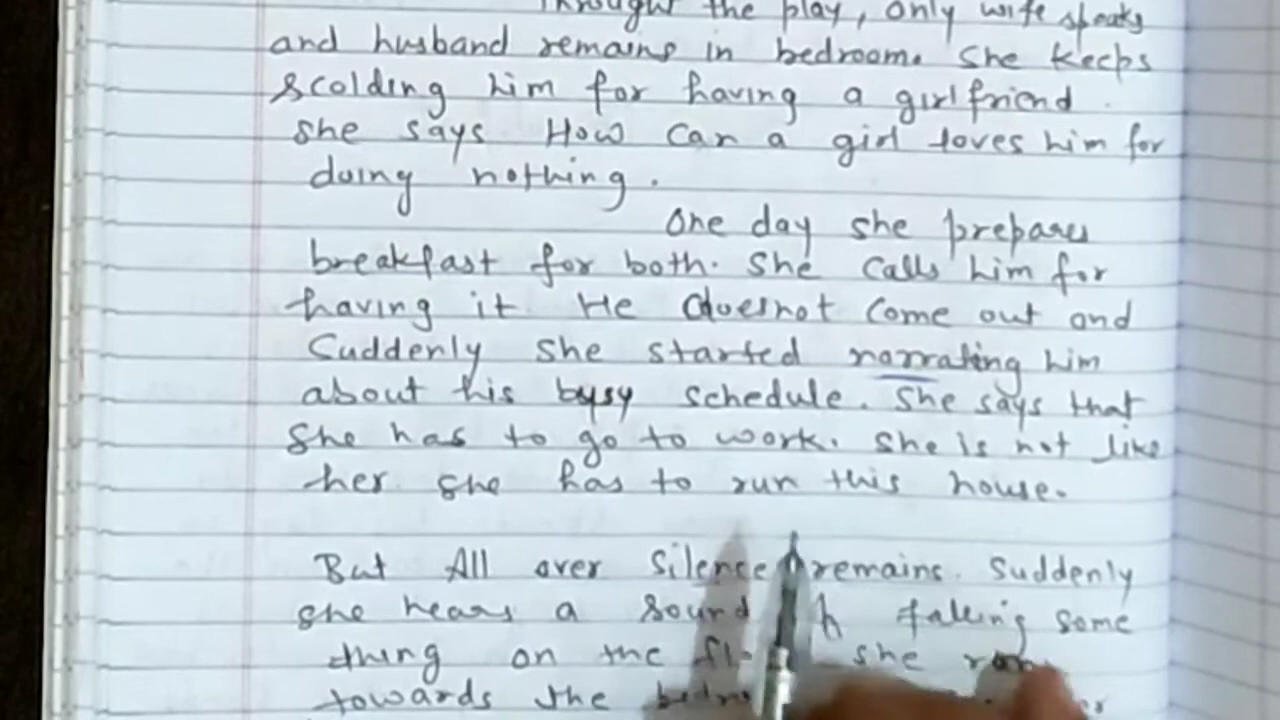 Throught the play, only wife speaks
and husband remains in bedroom. She keeps
scolding him for having a girlfriend.
she says How can a girl loves him for
doing nothing.
One day she prepares
breakfast for both. She calls him for
having it He doesnot come out and
Suddenly she started narrating him
about his bysy schedule. She says that
She has to go to work. She is not like
her she has to run this house.
But All over silence remains. Suddenly
she hears a sound falling some
thing on the she
towards the